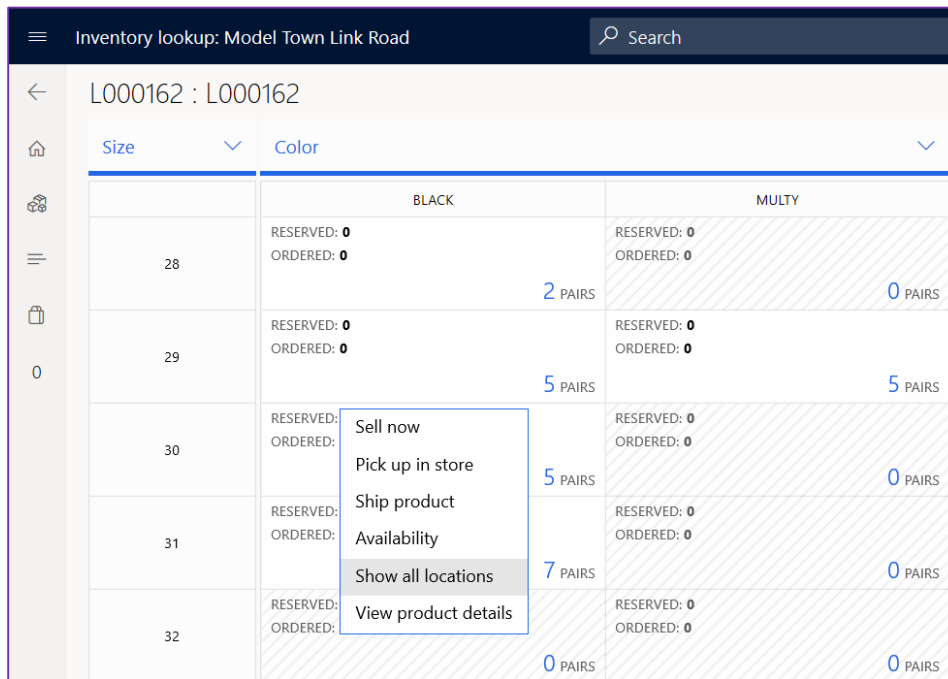 Inventory lookup: Model Town Link Road
Search
L000162 : L000162
Size
Color
BLACK
MULTY
28
RESERVED: 0
ORDERED: 0
2 PAIRS
RESERVED: 0
ORDERED: 0
0 PAIRS
29
RESERVED: 0
ORDERED: 0
5 PAIRS
RESERVED: 0
ORDERED: 0
5 PAIRS
30
RESERVED:
ORDERED:
5 PAIRS
RESERVED: 0
ORDERED: 0
0 PAIRS
31
RESERVED:
ORDERED:
7 PAIRS
RESERVED: 0
ORDERED: 0
0 PAIRS
32
RESERVED:
ORDERED:
0 PAIRS
RESERVED: 0
ORDERED: 0
0 PAIRS
Sell now
Pick up in store
Ship product
Availability
Show all locations
View product details
0